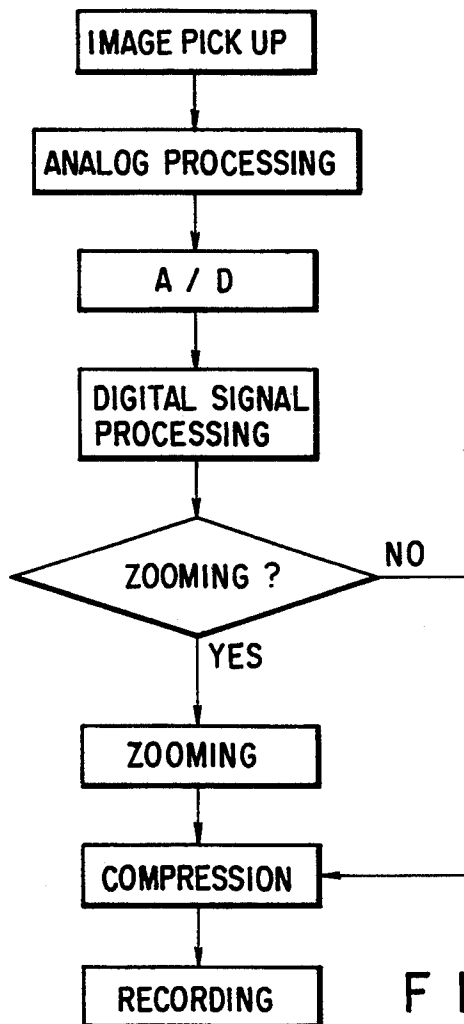 IMAGE PICK UP
ANALOG PROCESSING
A / D
DIGITAL SIGNAL
PROCESSING
ZOOMING ?
NO
YES
ZOOMING
COMPRESSION
RECORDING